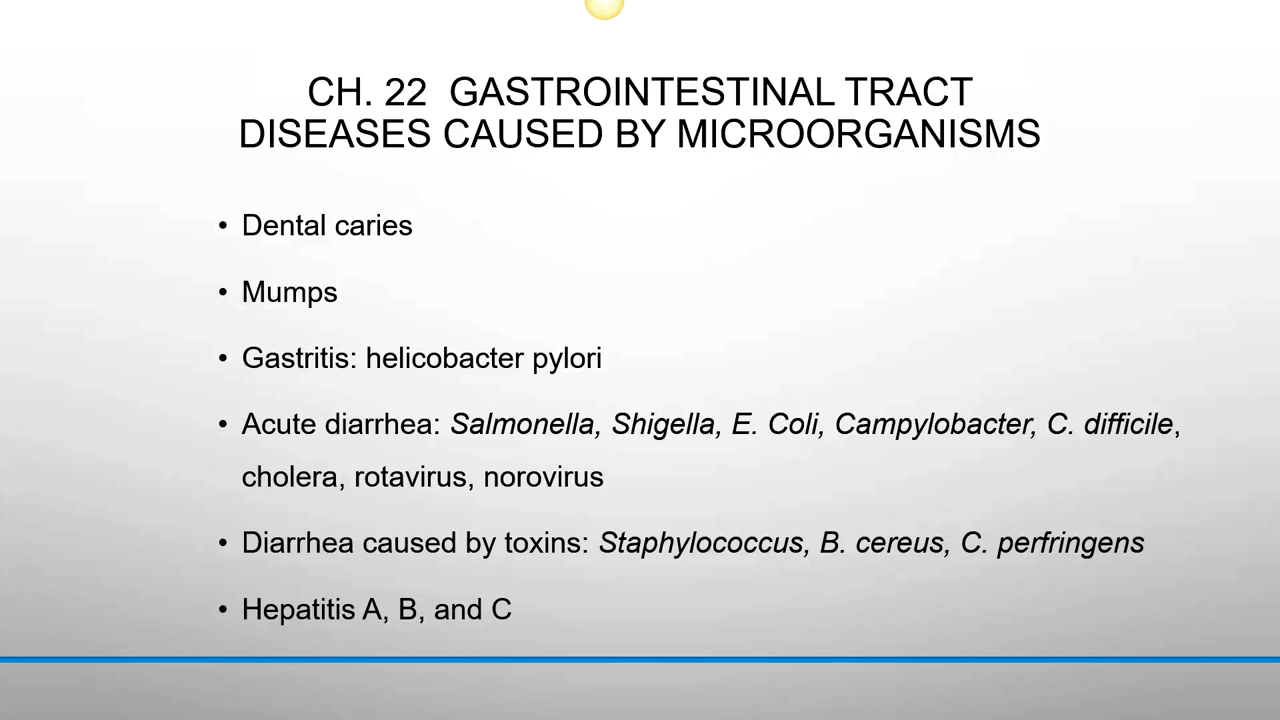 CH. 22 GASTROINTESTINAL TRACT
DISEASES CAUSED BY MICROORGANISMS
• Dental caries
• Mumps
• Gastritis: helicobacter pylori
• Acute diarrhea: Salmonella, Shigella, E. Coli, Campylobacter, C. difficile,
cholera, rotavirus, norovirus
• Diarrhea caused by toxins: Staphylococcus, B. cereus, C. perfringens
• Hepatitis A, B, and C